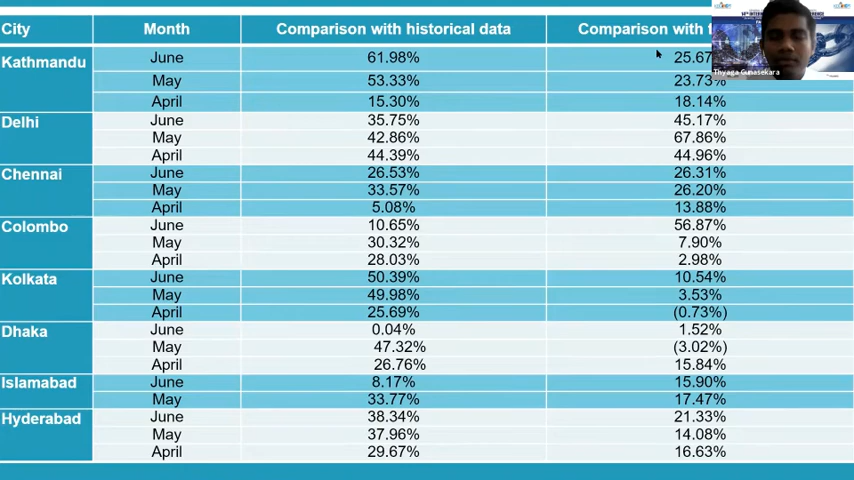 City Month Comparison with historical data Comparison with
Kathmandu June 61.98% 25.67
May 53.33% 23.73%
April 15.30% 18.14%
Delhi June 35.75% 45.17%
May 42.86% 67.86%
April 44.39% 44.96%
Chennai June 26.53% 26.31%
May 33.57% 26.20%
April 5.08% 13.88%
Colombo June 10.65% 56.87%
May 30.32% 7.90%
April 28.03% 2.98%
Kolkata June 50.39% 10.54%
May 49.98% 3.53%
April 25.69% (0.73%)
Dhaka June 0.04% 1.52%
May 47.32% (3.02%)
April 26.76% 15.84%
Islamabad June 8.17% 15.90%
May 33.77% 17.47%
Hyderabad June 38.34% 21.33%
May 37.96% 14.08%
April 29.67% 16.63%
Thyaga Gunasekara